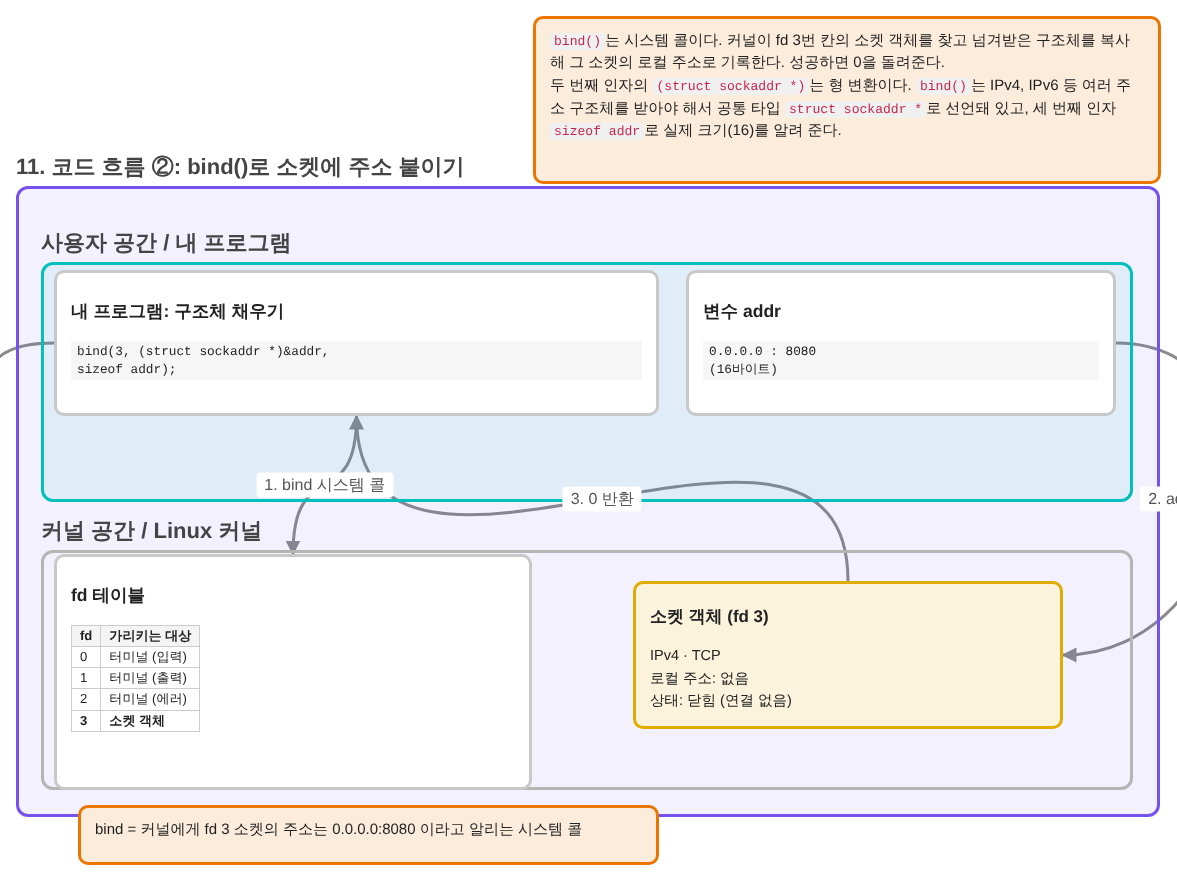 bind()는 시스템 콜이다. 커널이 fd 3번 칸의 소켓 객체를 찾고 넘겨받은 구조체를 복사
해 그 소켓의 로컬 주소로 기록한다. 성공하면 0을 돌려준다.
두 번째 인자의 (struct sockaddr *)는 형 변환이다. bind()는 IPv4, IPv6 등 여러 주
소 구조체를 받아야 해서 공통 타입 struct sockaddr *로 선언돼 있고, 세 번째 인자
sizeof addr로 실제 크기(16)를 알려 준다.
11. 코드 흐름 ②: bind()로 소켓에 주소 붙이기
사용자 공간 / 내 프로그램
내 프로그램: 구조체 채우기
bind(3, (struct sockaddr *)&addr,
sizeof addr);
변수 addr
0.0.0.0 : 8080
(16바이트)
1. bind 시스템 콜
3. 0 반환
2. ad
커널 공간 / Linux 커널
fd 테이블
fd 가리키는 대상
0 터미널 (입력)
1 터미널 (출력)
2 터미널 (에러)
3 소켓 객체
소켓 객체 (fd 3)
IPv4 · TCP
로컬 주소: 없음
상태: 닫힘 (연결 없음)
bind = 커널에게 fd 3 소켓의 주소는 0.0.0.0:8080 이라고 알리는 시스템 콜